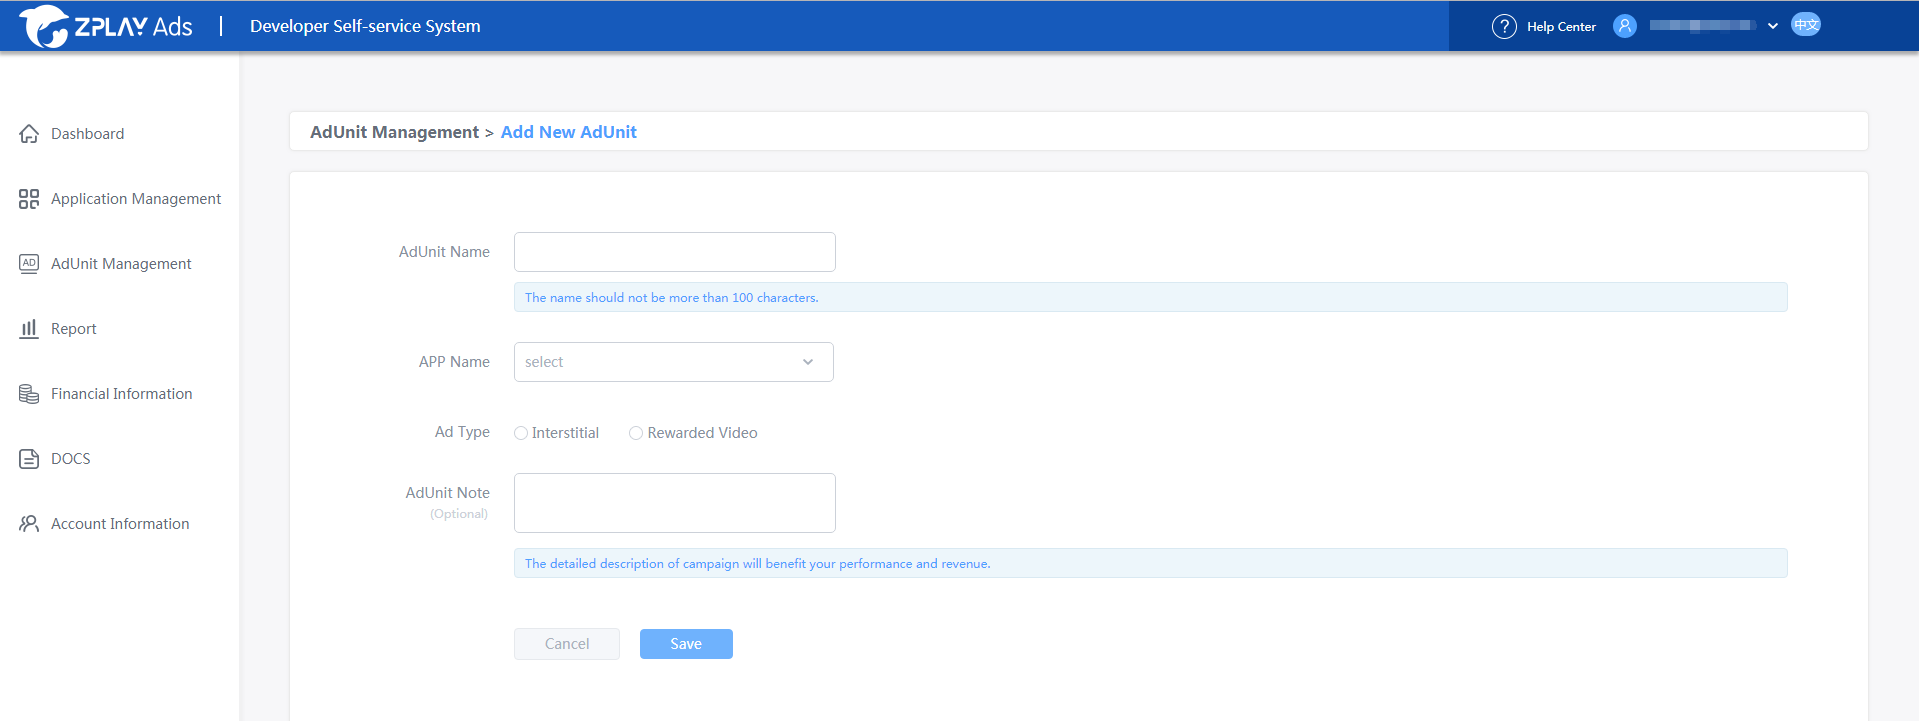 ZPLAY Ads | Developer Self-service System
? Help Center
中文
Dashboard
Application Management
AD AdUnit Management
Report
Financial Information
DOCS
Account Information
AdUnit Management > Add New AdUnit
AdUnit Name
The name should not be more than 100 characters.
APP Name select
Ad Type Interstitial Rewarded Video
AdUnit Note
(Optional)
The detailed description of campaign will benefit your performance and revenue.
Cancel Save